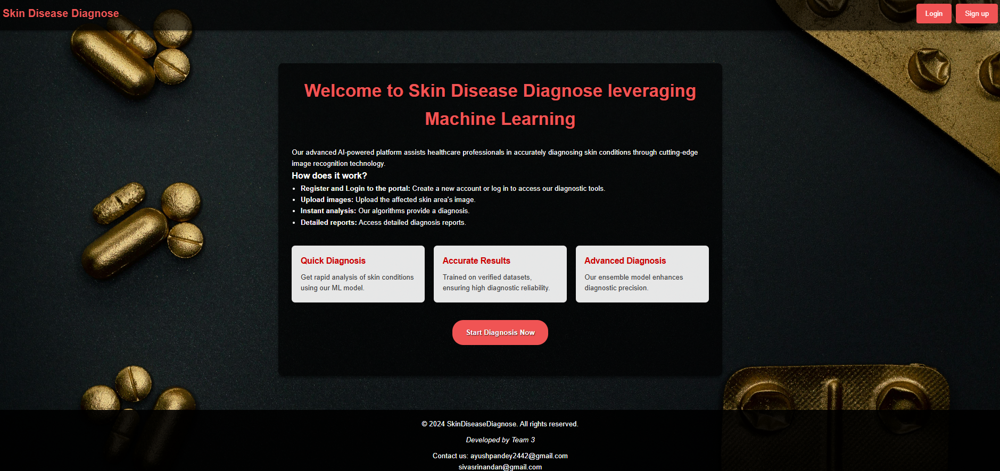 Skin Disease Diagnose
Login
Sign up
Welcome to Skin Disease Diagnose leveraging
Machine Learning
Our advanced AI-powered platform assists healthcare professionals in accurately diagnosing skin conditions through cutting-edge
image recognition technology.
How does it work?
• Register and Login to the portal: Create a new account or log in to access our diagnostic tools.
• Upload images: Upload the affected skin area's image.
• Instant analysis: Our algorithms provide a diagnosis.
• Detailed reports: Access detailed diagnosis reports.
Quick Diagnosis
Get rapid analysis of skin conditions
using our ML model.
Accurate Results
Trained on verified datasets,
ensuring high diagnostic reliability.
Advanced Diagnosis
Our ensemble model enhances
diagnostic precision.
Start Diagnosis Now
© 2024 SkinDiseaseDiagnose. All rights reserved.
Developed by Team 3
Contact us: ayushpandey2442@gmail.com
sivasrinandan@gmail.com